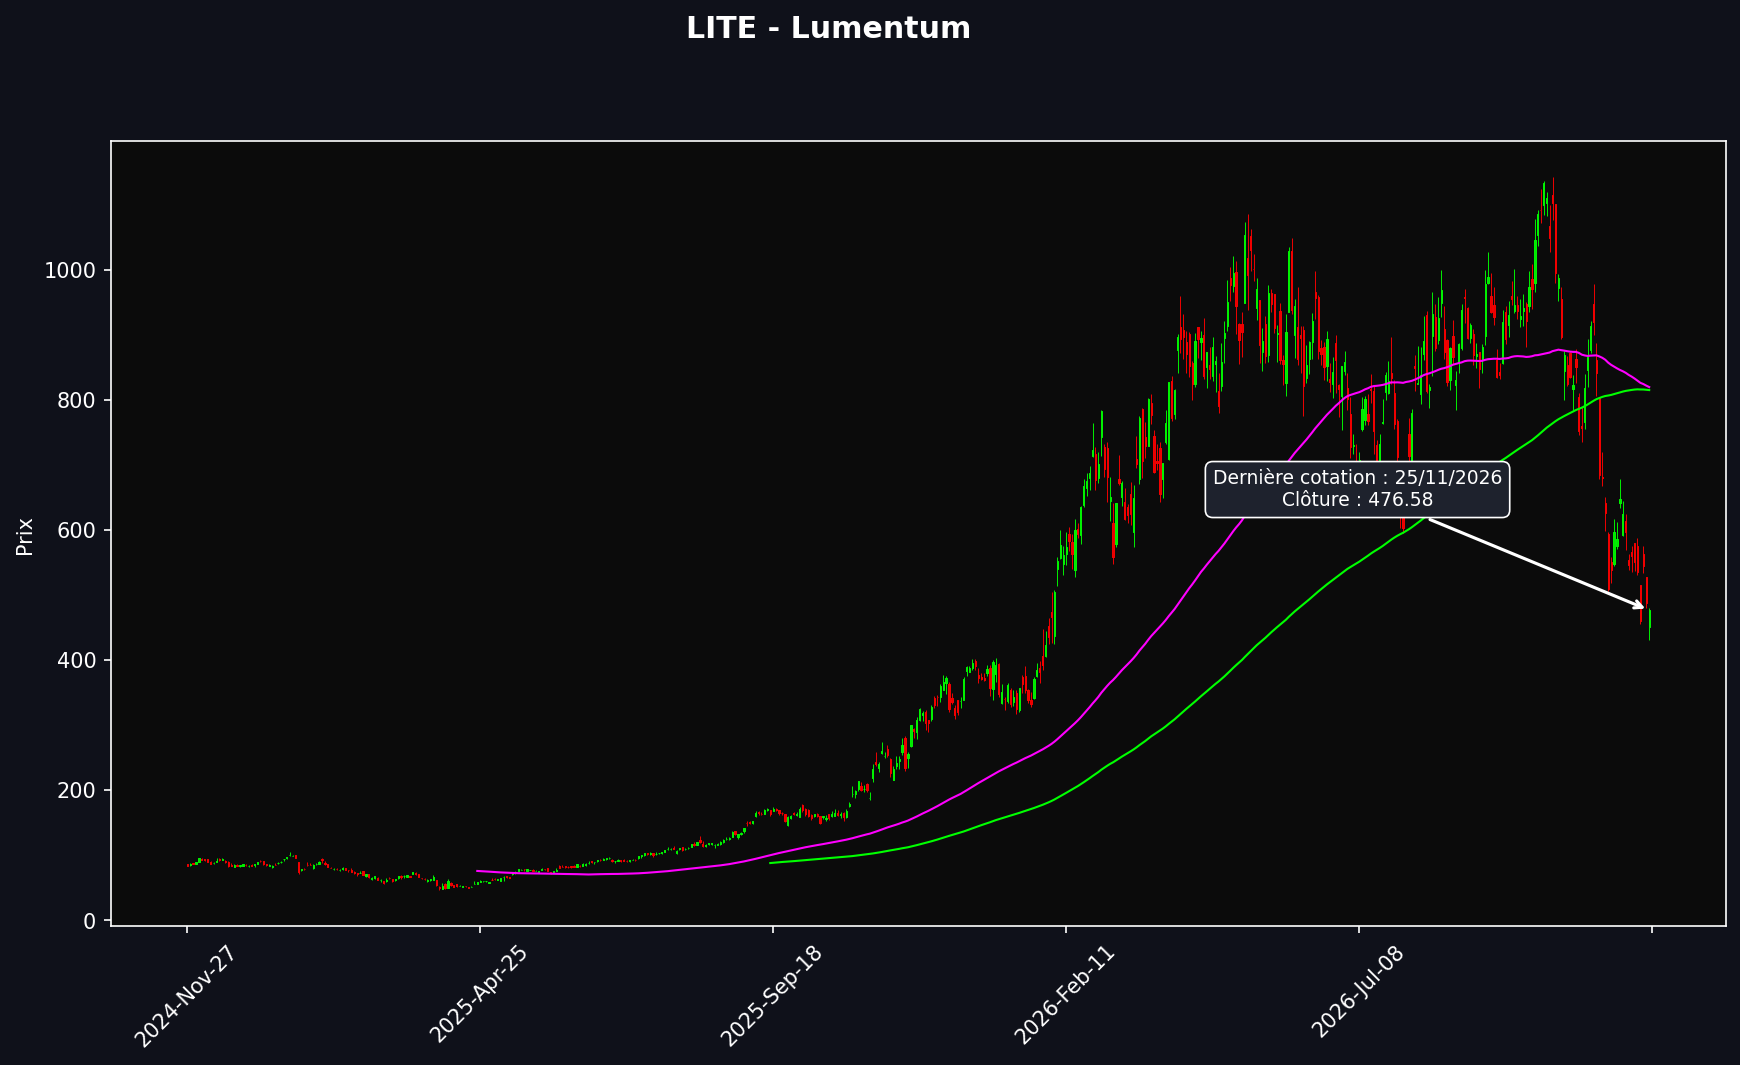 LITE - Lumentum
Prix
1000
800
600
400
200
0
Dernière cotation : 25/11/2026
Clôture : 476.58
2024-Nov-27
2025-Apr-25
2025-Sep-18
2026-Feb-11
2026-Jul-08